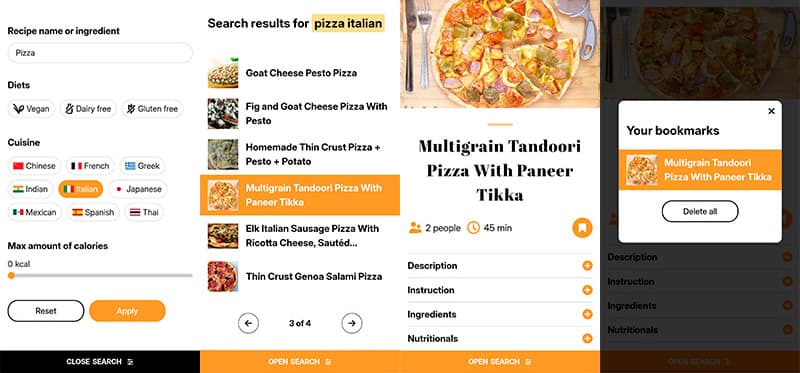 Recipe name or ingredient
Pizza
Diets
Vegan
Dairy free
Gluten free
Cuisine
Chinese
French
Greek
Indian
Italian
Japanese
Mexican
Spanish
Thai
Max amount of calories
0 kcal
Reset
Apply
CLOSE SEARCH
Search results for pizza italian
Goat Cheese Pesto Pizza
Fig and Goat Cheese Pizza With
Pesto
Homemade Thin Crust Pizza +
Pesto + Potato
Multigrain Tandoori Pizza With
Paneer Tikka
Elk Italian Sausage Pizza With
Ricotta Cheese, Sautéd...
Thin Crust Genoa Salami Pizza
3 of 4
OPEN SEARCH
Multigrain Tandoori
Pizza With Paneer
Tikka
2 people
45 min
Description
Instruction
Ingredients
Nutritionals
OPEN SEARCH
Your bookmarks
Multigrain Tandoori
Pizza With Paneer Tikka
Delete all
Description
Instruction
Ingredients
Nutritionals
OPEN SEARCH